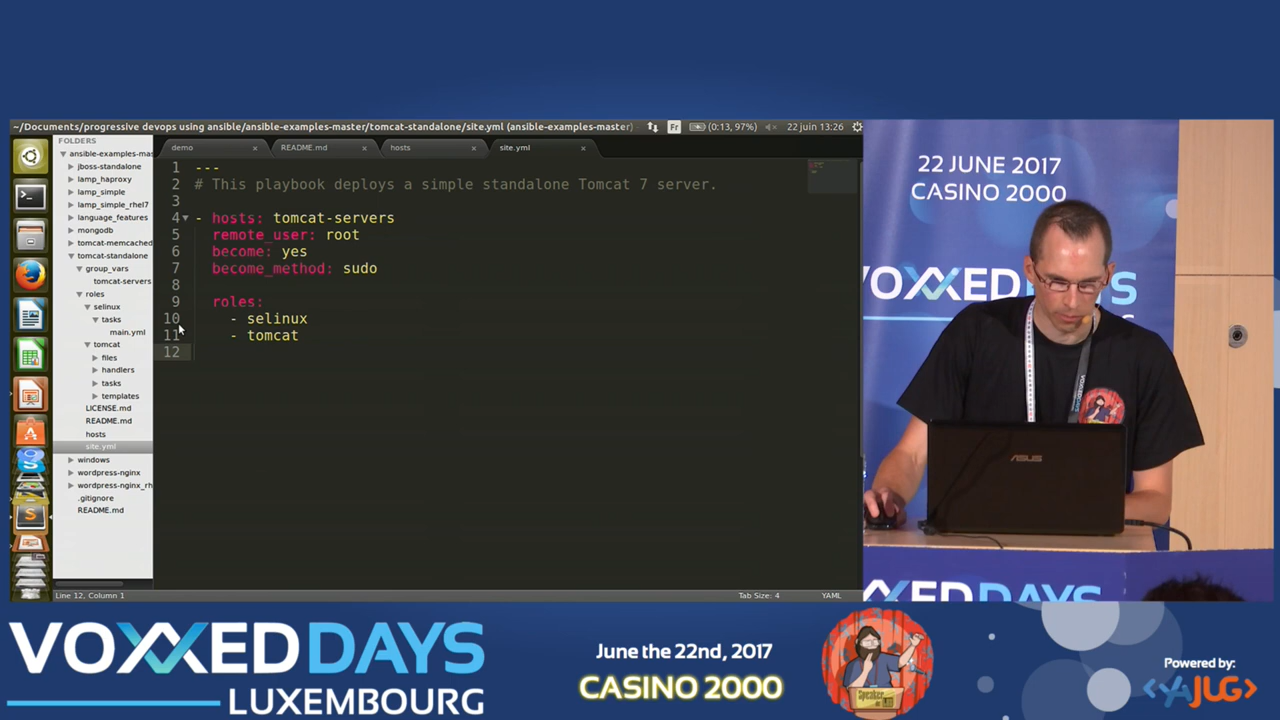 ~/Documents/progressive devops using ansible/ansible-examples-master/tomcat-standalone/site.yml (ansible-examples-master)
Fr
(0:13, 97%)
22 juin 13:26
FOLDERS
ansible-examples-mas
jboss-standalone
lamp_haproxy
lamp_simple
lamp_simple_rhel7
language_features
mongodb
tomcat-memcached
tomcat-standalone
group_vars
tomcat-servers
roles
selinux
tasks
main.yml
tomcat
files
handlers
tasks
templates
LICENSE.md
README.md
hosts
site.yml
windows
wordpress-nginx
wordpress-nginx_rh
.gitignore
README.md
demo
README.md
hosts
site.yml
1 ---
2 # This playbook deploys a simple standalone Tomcat 7 server.
3
4 - hosts: tomcat-servers
5 remote_user: root
6 become: yes
7 become_method: sudo
8
9 roles:
10 - selinux
11 - tomcat
12
Line 12, Column 1
Tab Size: 4
YAML
22 JUNE 2017
CASINO 2000
VOXXED DAYS
ASUS
VOXXED DAYS
VOXXED DAYS
LUXEMBOURG
June the 22nd, 2017
CASINO 2000
Speaker
Powered by:
<YAJUG>